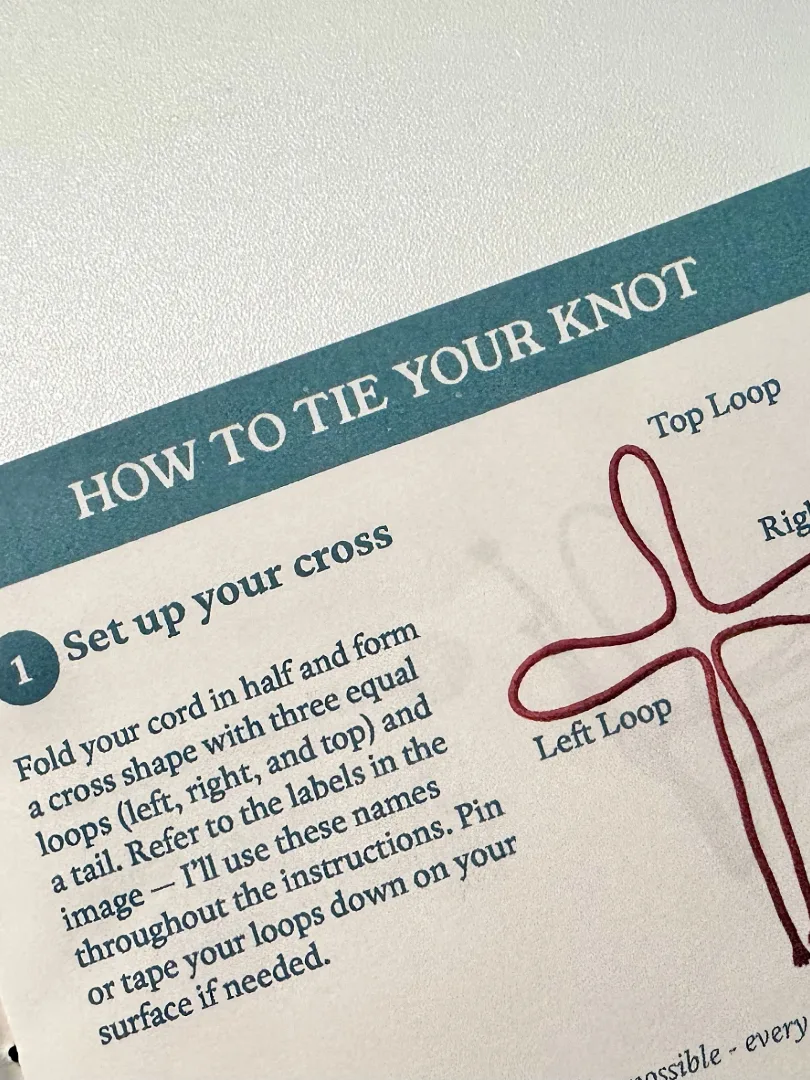 HOW TO TIE YOUR KNOT
1 Set up your cross
Fold your cord in half and form
a cross shape with three equal
loops (left, right, and top) and
a tail. Refer to the labels in the
image — I'll use these names
throughout the instructions. Pin
or tape your loops down on your
surface if needed.
Top Loop
Left Loop
- every